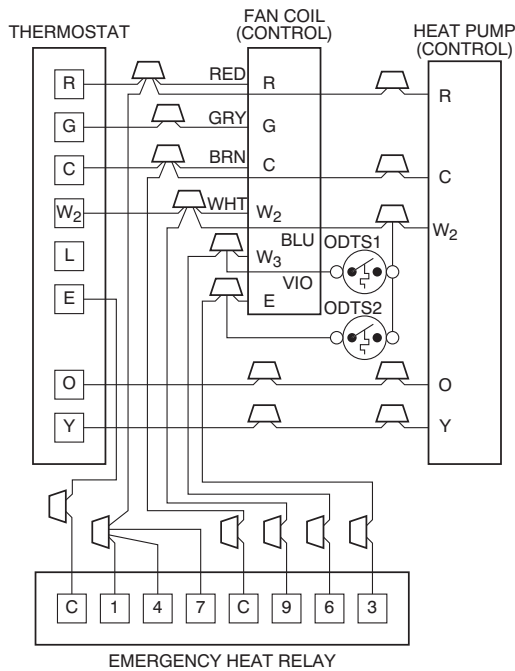 THERMOSTAT
FAN COIL
(CONTROL)
HEAT PUMP
(CONTROL)
R
RED
R
R
G
GRY
G
C
BRN
C
C
W2
WHT
W2
W2
L
BLU
ODTS1
W3
VIO
E
E
ODTS2
O
O
Y
Y
C
1
4
7
C
9
6
3
EMERGENCY HEAT RELAY